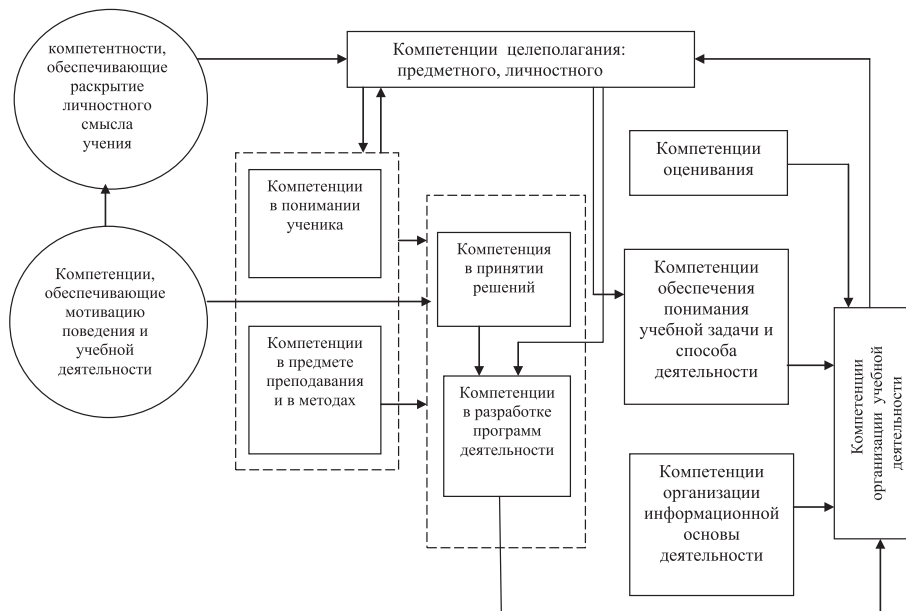 компетентности,
обеспечивающие
раскрытие
личностного
смысла
учения
Компетенции целеполагания:
предметного, личностного
Компетенции
оценивания
Компетенции
в понимании
ученика
Компетенция
в принятии
решений
Компетенции
обеспечения
понимания
учебной задачи и
способа
деятельности
Компетенции,
обеспечивающие
мотивацию
поведения и
учебной
деятельности
Компетенции
в предмете
преподавания
и в методах
Компетенции
в разработке
программ
деятельности
Компетенции
организации
информационной
основы
деятельности
Компетенции
организации учебной
деятельности